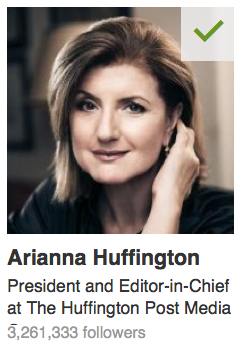 Arianna Huffington
President and Editor-in-Chief
at The Huffington Post Media
3,261,333 followers